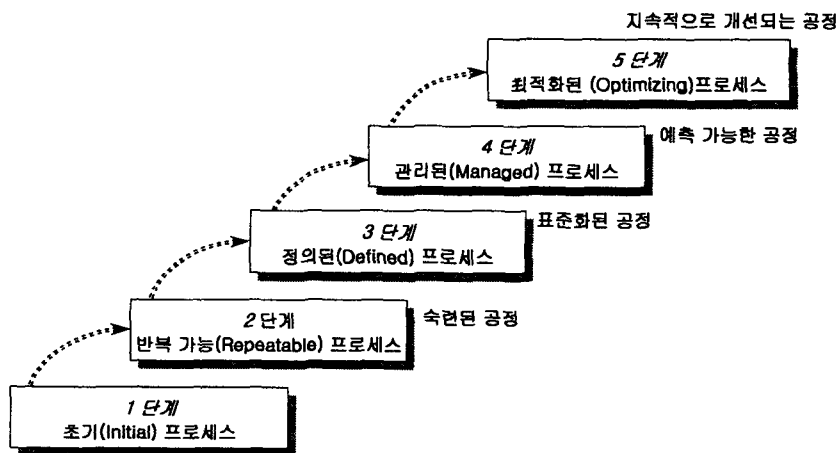 지속적으로 개선되는 공정
5 단계
최적화된 (Optimizing)프로세스
예측 가능한 공정
4 단계
관리된(Managed) 프로세스
표준화된 공정
3 단계
정의된(Defined) 프로세스
숙련된 공정
2 단계
반복 가능(Repeatable) 프로세스
1 단계
초기(Initial) 프로세스